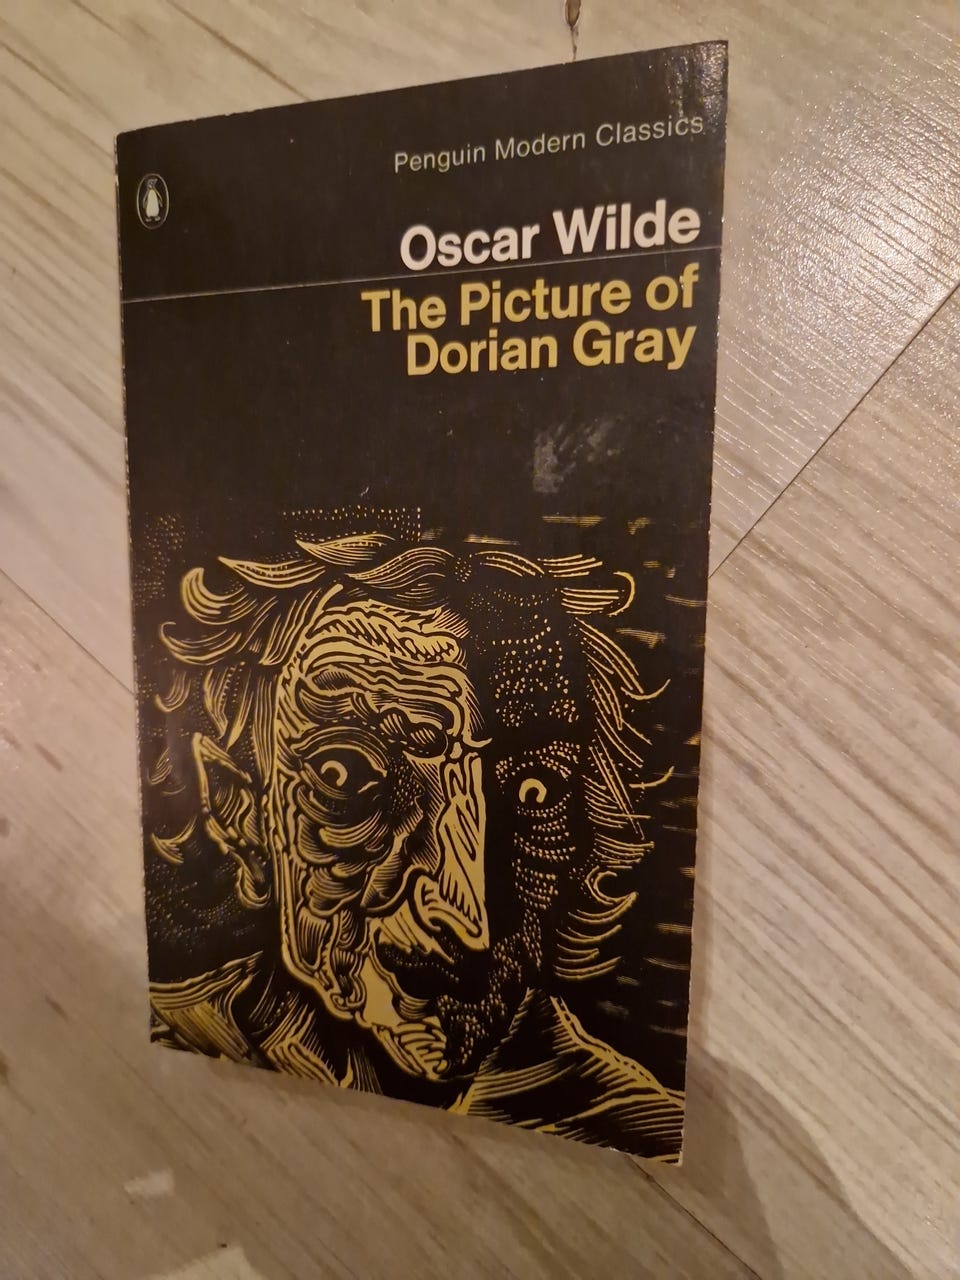 Penguin Modern Classics
Oscar Wilde
The Picture of
Dorian Gray